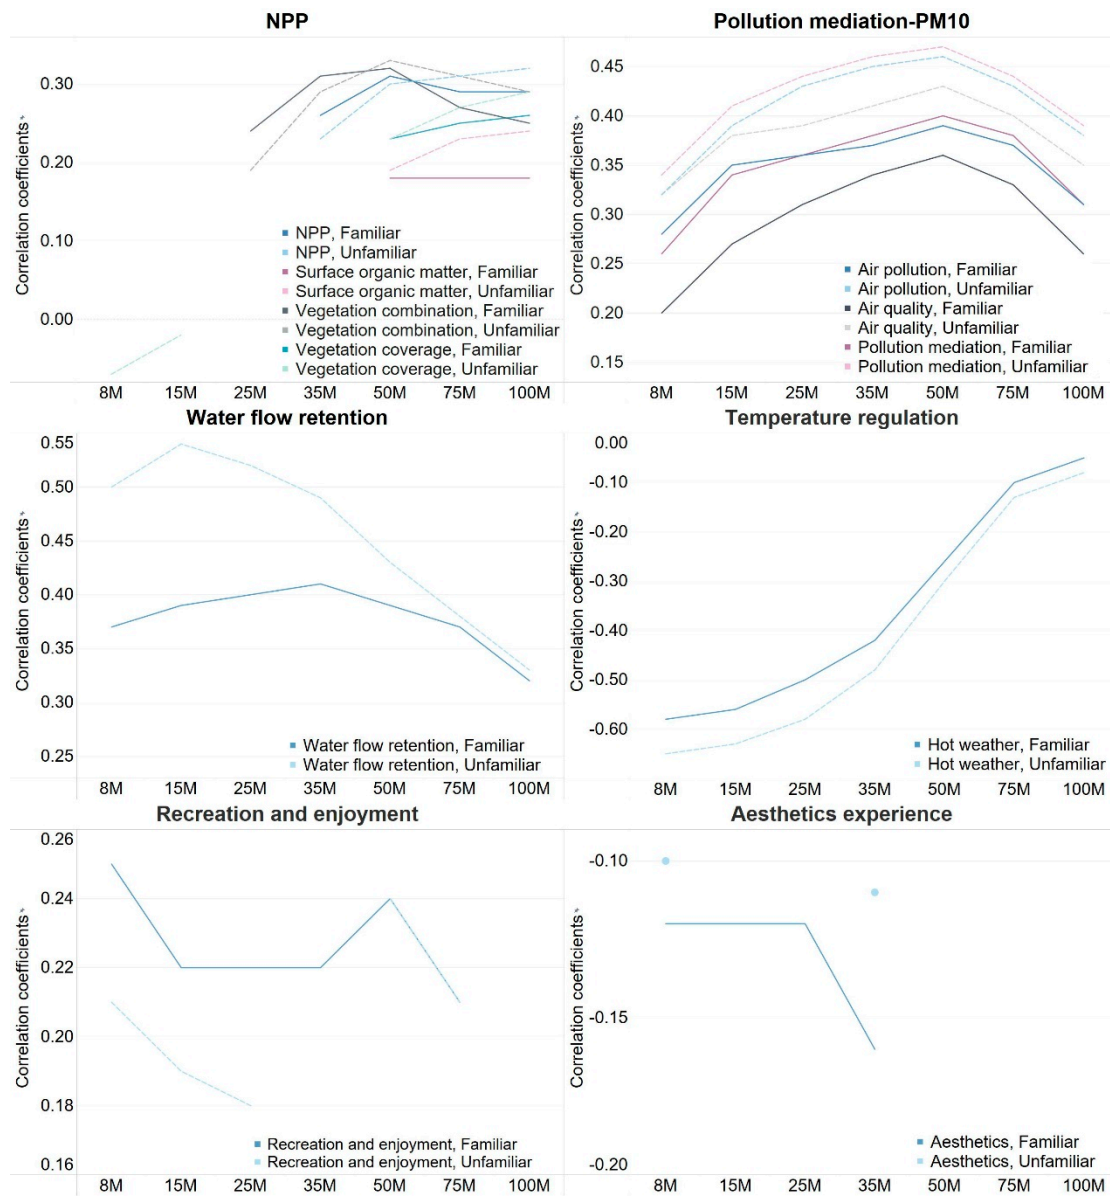 NPP
Correlation coefficients
0.30
0.20
0.10
0.00
NPP, Familiar
NPP, Unfamiliar
Surface organic matter, Familiar
Surface organic matter, Unfamiliar
Vegetation combination, Familiar
Vegetation combination, Unfamiliar
Vegetation coverage, Familiar
Vegetation coverage, Unfamiliar
8M 15M 25M 35M 50M 75M 100M
Pollution mediation-PM10
Correlation coefficients
0.45
0.40
0.35
0.30
0.25
0.20
0.15
Air pollution, Familiar
Air pollution, Unfamiliar
Air quality, Familiar
Air quality, Unfamiliar
Pollution mediation, Familiar
Pollution mediation, Unfamiliar
8M 15M 25M 35M 50M 75M 100M
Water flow retention
Correlation coefficients
0.55
0.50
0.45
0.40
0.35
0.30
0.25
Water flow retention, Familiar
Water flow retention, Unfamiliar
8M 15M 25M 35M 50M 75M 100M
Temperature regulation
Correlation coefficients
0.00
-0.10
-0.20
-0.30
-0.40
-0.50
-0.60
Hot weather, Familiar
Hot weather, Unfamiliar
8M 15M 25M 35M 50M 75M 100M
Recreation and enjoyment
Correlation coefficients
0.26
0.24
0.22
0.20
0.18
0.16
Recreation and enjoyment, Familiar
Recreation and enjoyment, Unfamiliar
8M 15M 25M 35M 50M 75M 100M
Aesthetics experience
Correlation coefficients
-0.10
-0.15
-0.20
Aesthetics, Familiar
Aesthetics, Unfamiliar
8M 15M 25M 35M 50M 75M 100M